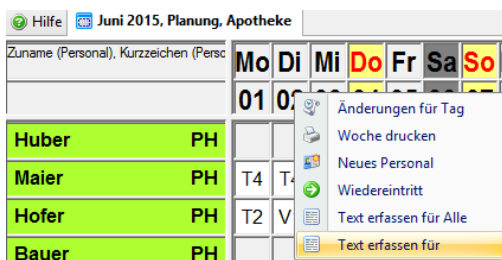 Hilfe Juni 2015, Planung, Apotheke
Zuname (Personal), Kurzzeichen (Perso
Mo Di Mi Do Fr Sa So
01 02
Änderungen für Tag
Woche drucken
Huber PH
Neues Personal
Maier PH T4 T4
Wiedereintritt
Hofer PH T2 V
Text erfassen für Alle
Bauer PH
Text erfassen für